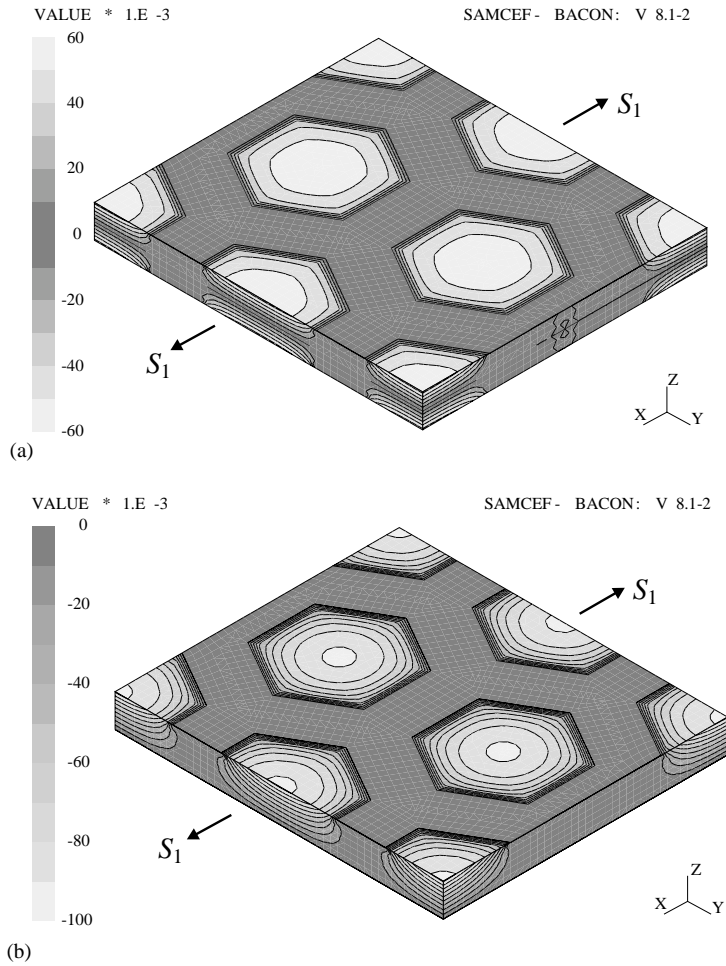 VALUE * 1.E -3 SAMCEF- BACON: V 8.1-2
60
40
20
0
-20
-40
-60
S1
S1
Z
X Y
(a)
VALUE * 1.E -3 SAMCEF- BACON: V 8.1-2
0
-20
-40
-60
-80
-100
S1
S1
Z
X Y
(b)